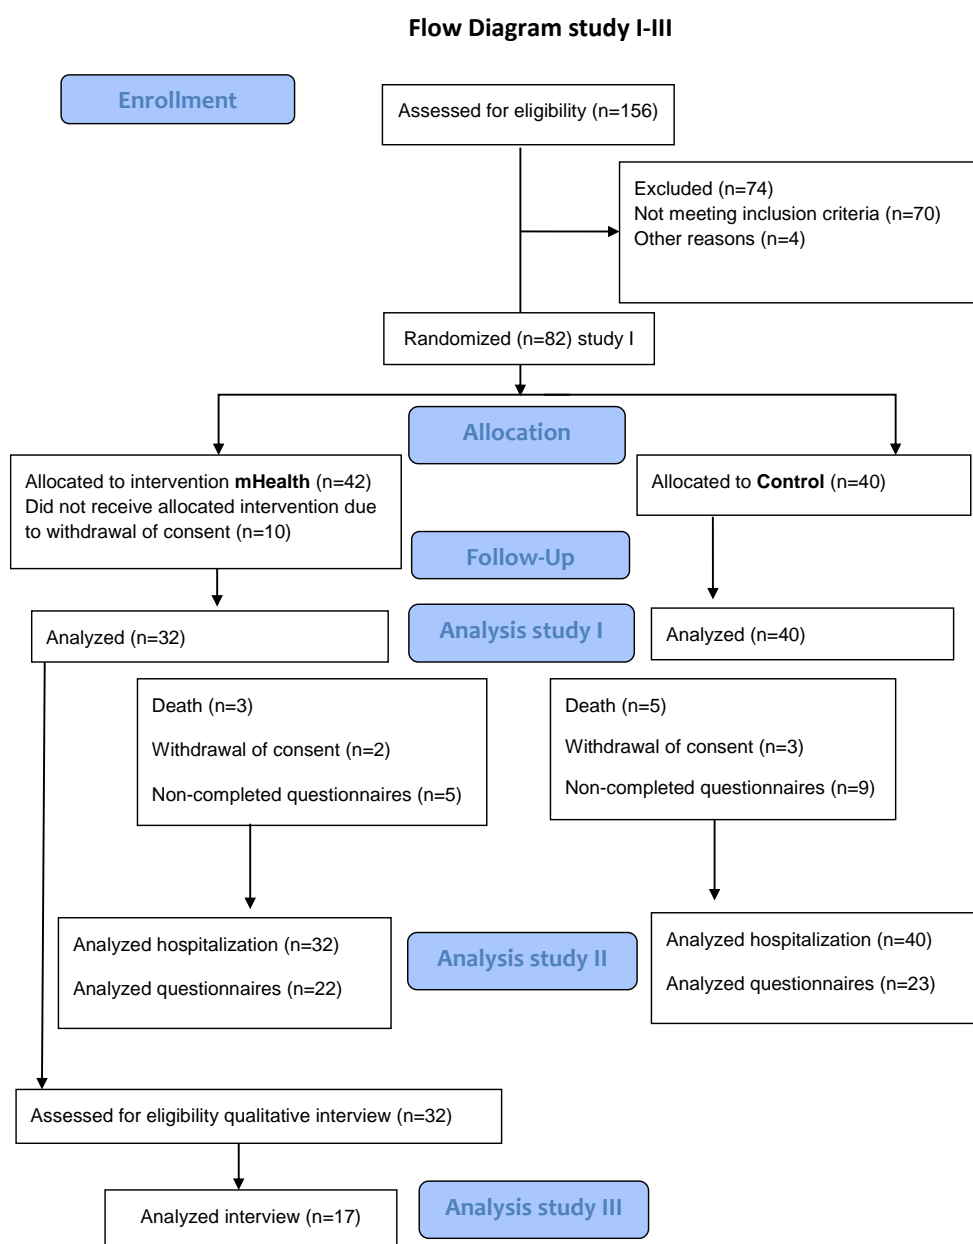 Flow Diagram study I-III
Enrollment
Assessed for eligibility (n=156)
Excluded (n=74)
Not meeting inclusion criteria (n=70)
Other reasons (n=4)
Randomized (n=82) study I
Allocation
Allocated to intervention mHealth (n=42)
Did not receive allocated intervention due
to withdrawal of consent (n=10)
Allocated to Control (n=40)
Follow-Up
Analyzed (n=32)
Analysis study I
Analyzed (n=40)
Death (n=3)
Withdrawal of consent (n=2)
Non-completed questionnaires (n=5)
Death (n=5)
Withdrawal of consent (n=3)
Non-completed questionnaires (n=9)
Analyzed hospitalization (n=32)
Analyzed questionnaires (n=22)
Analysis study II
Analyzed hospitalization (n=40)
Analyzed questionnaires (n=23)
Assessed for eligibility qualitative interview (n=32)
Analyzed interview (n=17)
Analysis study III